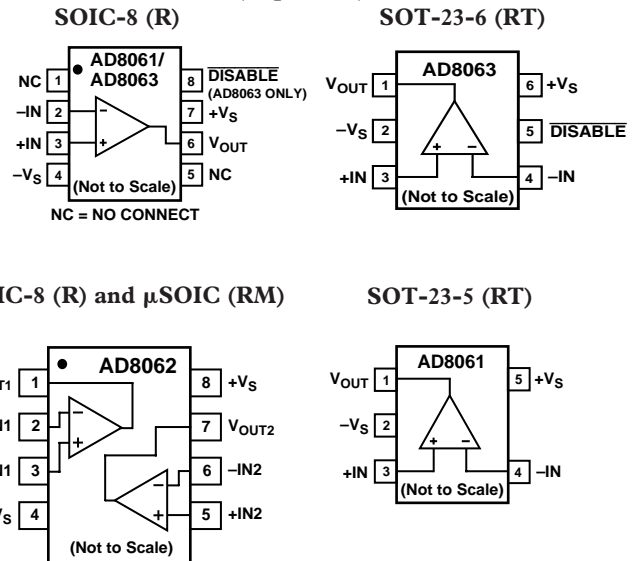 SOIC-8 (R)
AD8061/
AD8063
NC 1
–IN 2
+IN 3
–VS 4
8 DISABLE
(AD8063 ONLY)
7 +VS
6 VOUT
5 NC
– +
(Not to Scale)
NC = NO CONNECT
SOT-23-6 (RT)
AD8063
VOUT 1
–VS 2
+IN 3
6 +VS
5 DISABLE
4 –IN
+ –
(Not to Scale)
IC-8 (R) and µSOIC (RM)
AD8062
T1 1
N1 2
N1 3
S 4
8 +VS
7 VOUT2
6 –IN2
5 +IN2
– +
– +
(Not to Scale)
SOT-23-5 (RT)
AD8061
VOUT 1
–VS 2
+IN 3
5 +VS
4 –IN
+ –
(Not to Scale)